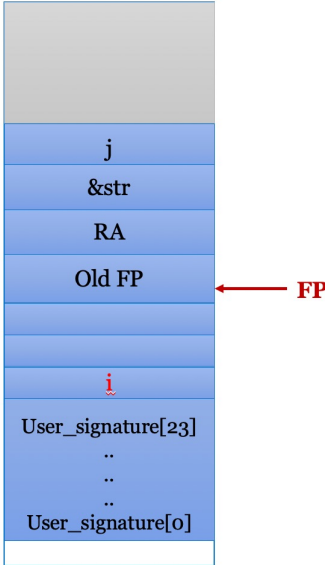 j
&str
RA
Old FP
FP
i
User_signature[23]
..
..
..
User_signature[0]